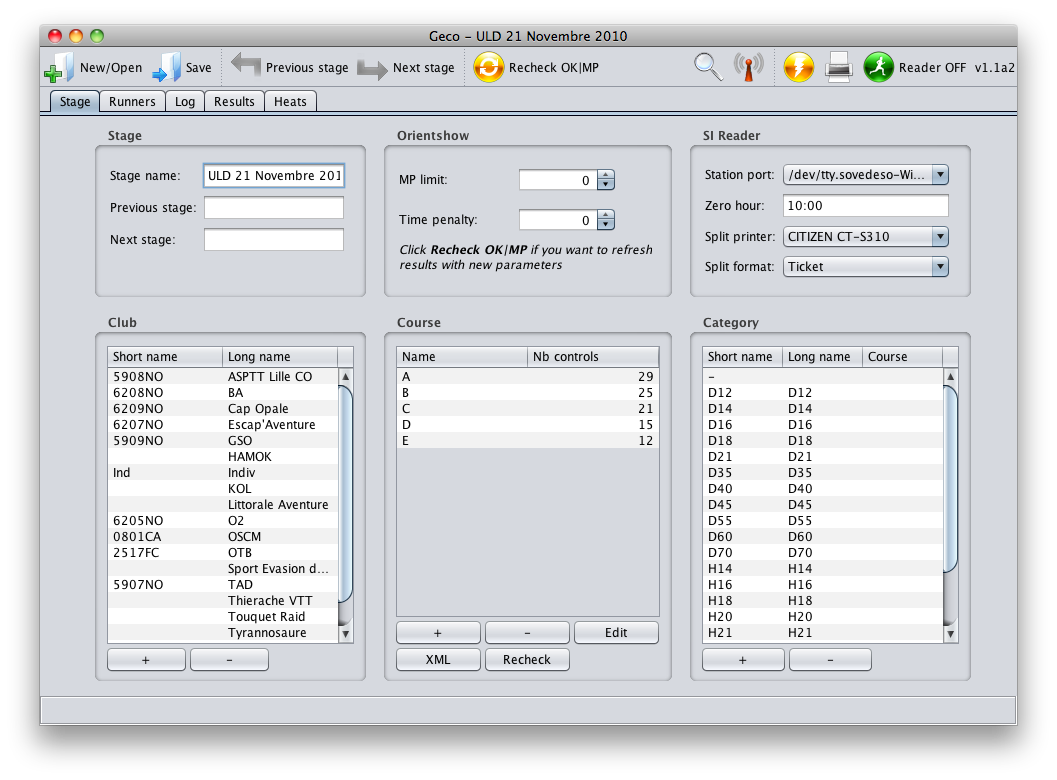 Geco - ULD 21 Novembre 2010
New/Open Save Previous stage Next stage Recheck OK|MP Reader OFF v1.1a2
Stage Runners Log Results Heats
Stage
Stage name: ULD 21 Novembre 201
Previous stage:
Next stage:
Orientshow
MP limit: 0
Time penalty: 0
Click Recheck OK|MP if you want to refresh
results with new parameters
SI Reader
Station port: /dev/tty.sovedeso-Wi...
Zero hour: 10:00
Split printer: CITIZEN CT-S310
Split format: Ticket
Club
Short name Long name
5908NO ASPTT Lille CO
6208NO BA
6209NO Cap Opale
6207NO Escap'Aventure
5909NO GSO
HAMOK
Ind Indiv
KOL
Littorale Aventure
6205NO O2
0801CA OSCM
2517FC OTB
Sport Evasion d...
5907NO TAD
Thierache VTT
Touquet Raid
Tyrannosaure
+ -
Course
Name Nb controls
A 29
B 25
C 21
D 15
E 12
+ - Edit
XML Recheck
Category
Short name Long name Course
-
D12 D12
D14 D14
D16 D16
D18 D18
D21 D21
D35 D35
D40 D40
D45 D45
D55 D55
D60 D60
D70 D70
H14 H14
H16 H16
H18 H18
H20 H20
H21 H21
+ -